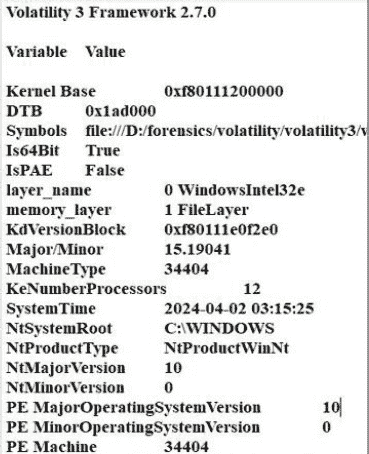 Volatility 3 Framework 2.7.0
Variable Value
Kernel Base 0xf80111200000
DTB 0x1ad000
Symbols file:///D:/forensics/volatility/volatility3/v
Is64Bit True
IsPAE False
layer_name 0 WindowsIntel32e
memory_layer 1 FileLayer
KdVersionBlock 0xf80111e0f2e0
Major/Minor 15.19041
MachineType 34404
KeNumberProcessors 12
SystemTime 2024-04-02 03:15:25
NtSystemRoot C:\WINDOWS
NtProductType NtProductWinNt
NtMajorVersion 10
NtMinorVersion 0
PE MajorOperatingSystemVersion 10
PE MinorOperatingSystemVersion 0
PE Machine 34404